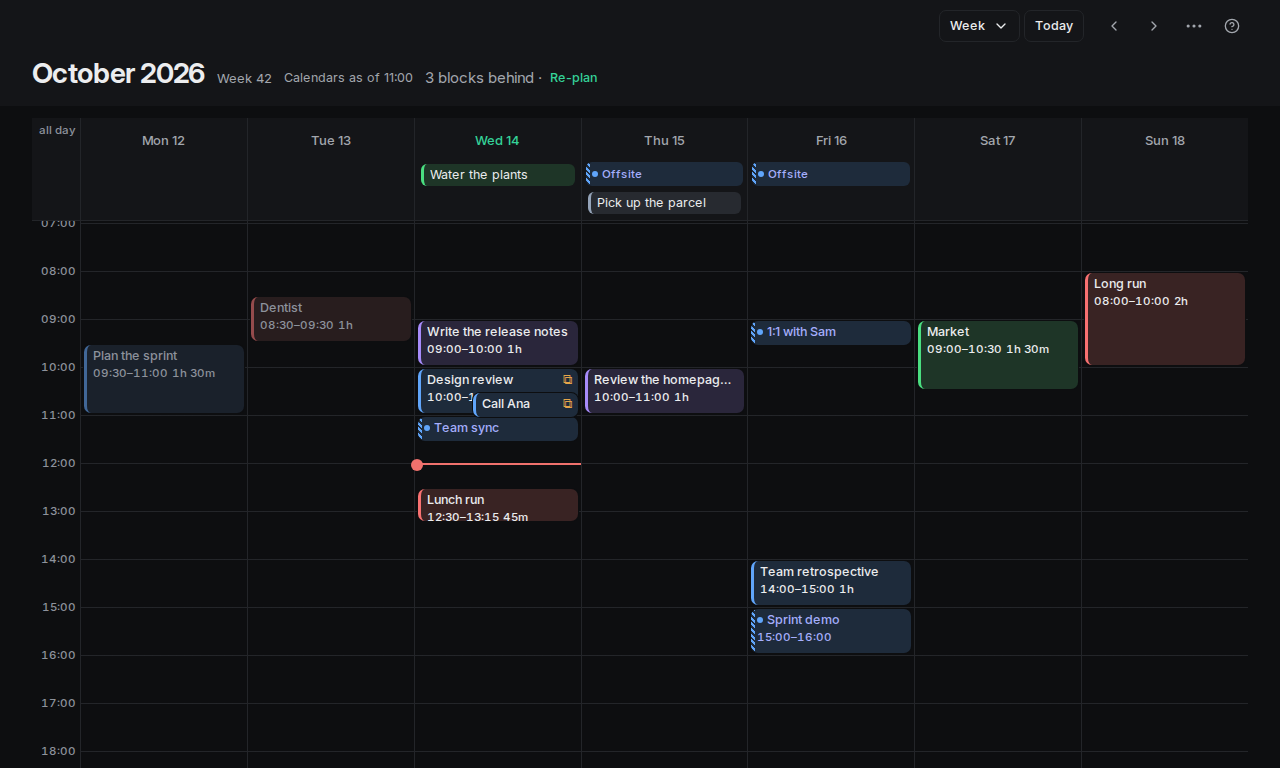 Week
Today
October 2026
Week 42
Calendars as of 11:00
3 blocks behind ·
Re-plan
all day
Mon 12
Tue 13
Wed 14
Thu 15
Fri 16
Sat 17
Sun 18
Water the plants
Offsite
Offsite
Pick up the parcel
07:00
08:00
09:00
10:00
11:00
12:00
13:00
14:00
15:00
16:00
17:00
18:00
Plan the sprint
09:30–11:00 1h 30m
Dentist
08:30–09:30 1h
Write the release notes
09:00–10:00 1h
Design review
10:00–1
Call Ana
Team sync
Lunch run
12:30–13:15 45m
Review the homepag...
10:00–11:00 1h
1:1 with Sam
Team retrospective
14:00–15:00 1h
Sprint demo
15:00–16:00
Market
09:00–10:30 1h 30m
Long run
08:00–10:00 2h